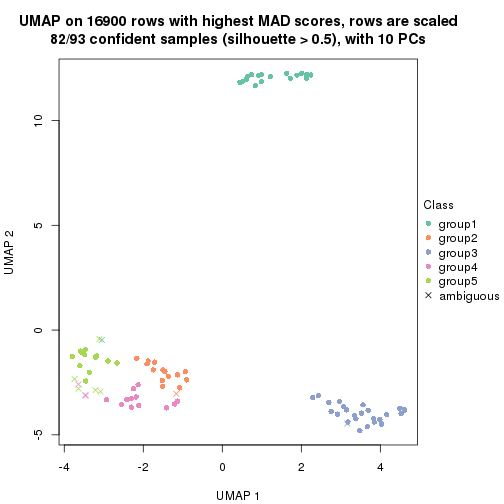 UMAP on 16900 rows with highest MAD scores, rows are scaled
82/93 confident samples (silhouette > 0.5), with 10 PCs
10
5
0
-5
UMAP 2
-4
-2
0
2
4
UMAP 1
Class
group1
group2
group3
group4
group5
ambiguous